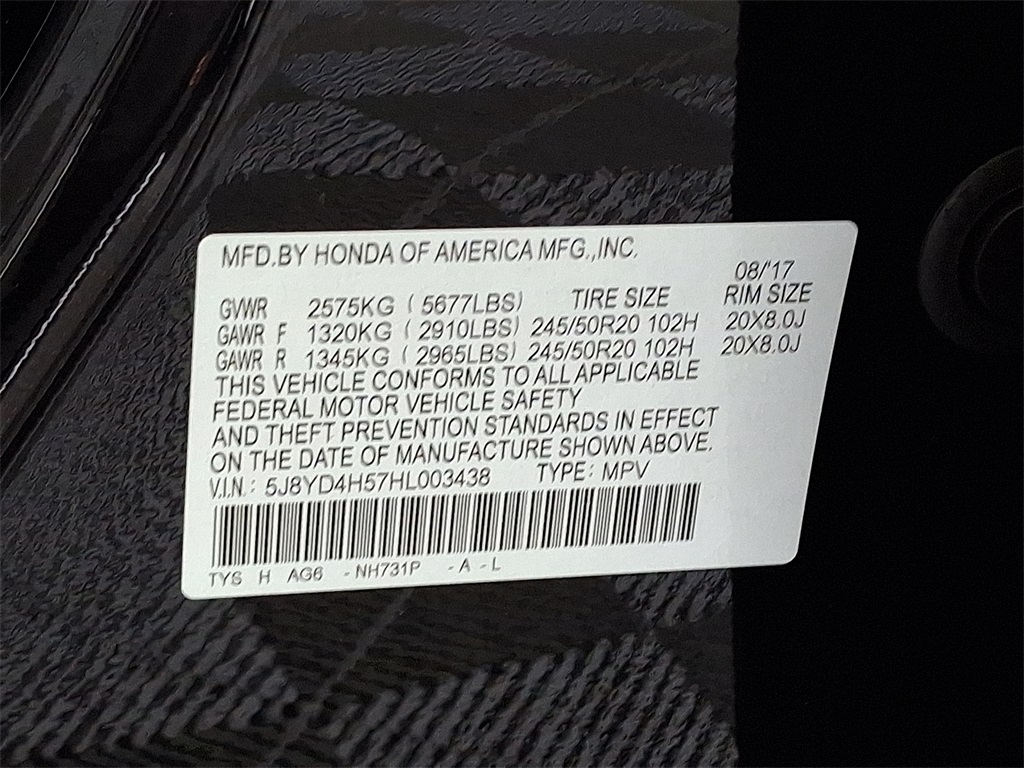 MFD.BY HONDA OF AMERICA MFG.,INC.
08/'17
GVWR 2575KG ( 5677LBS) TIRE SIZE RIM SIZE
GAWR F 1320KG ( 2910LBS) 245/50R20 102H 20X8.0J
GAWR R 1345KG ( 2965LBS) 245/50R20 102H 20X8.0J
THIS VEHICLE CONFORMS TO ALL APPLICABLE
FEDERAL MOTOR VEHICLE SAFETY
AND THEFT PREVENTION STANDARDS IN EFFECT
ON THE DATE OF MANUFACTURE SHOWN ABOVE.
V.I.N.: 5J8YD4H57HL003438 TYPE: MPV
TYS H AG6 -NH731P -A -L